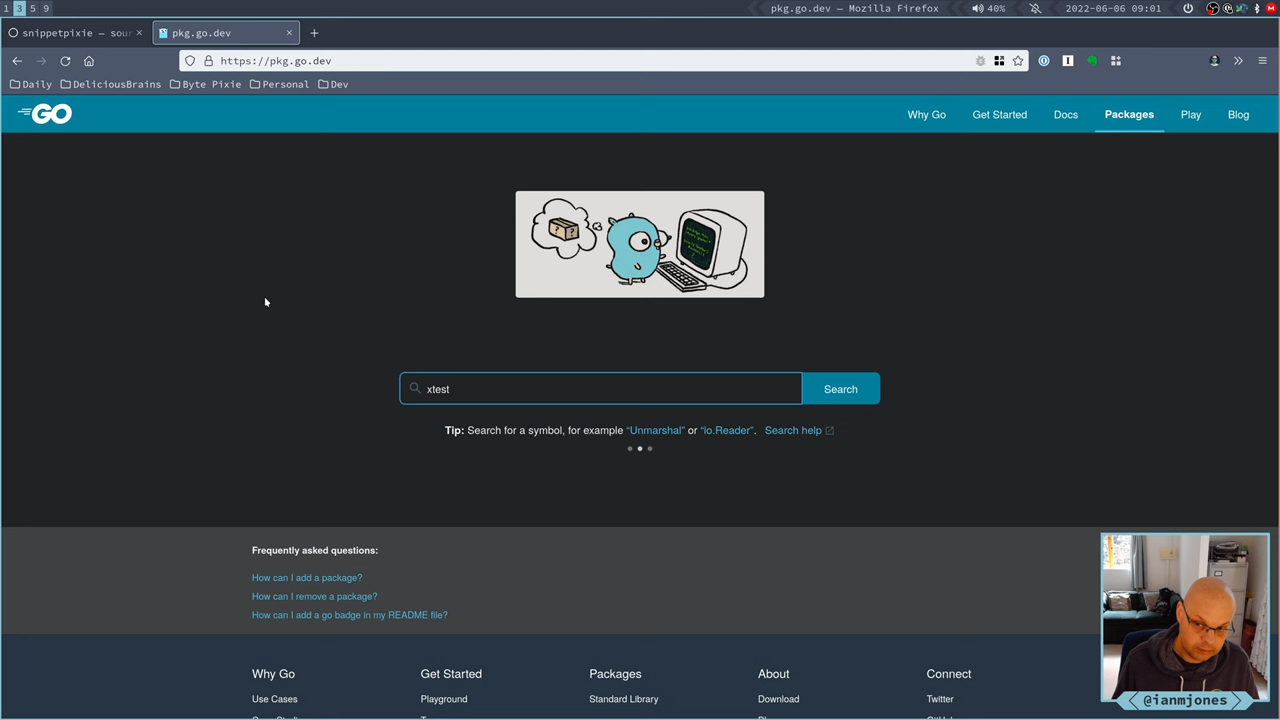 1 3 5 9
pkg.go.dev — Mozilla Firefox
40%
2022-06-06 09:01
snippetpixie — sour
pkg.go.dev
https://pkg.go.dev
Daily DeliciousBrains Byte Pixie Personal Dev
GO
Why Go Get Started Docs Packages Play Blog
xtest
Search
Tip: Search for a symbol, for example “Unmarshal” or “io.Reader”. Search help
Frequently asked questions:
How can I add a package?
How can I remove a package?
How can I add a go badge in my README file?
Why Go Get Started Packages About Connect
Use Cases Playground Standard Library Download Twitter
@ianmjones